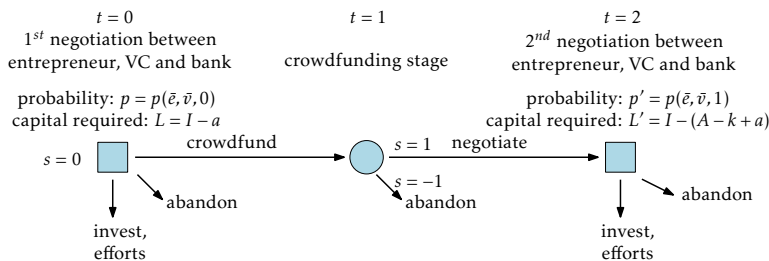 t = 0
1st negotiation between
entrepreneur, VC and bank
probability: p = p(ē, v̄, 0)
capital required: L = I − a
t = 1
crowdfunding stage
t = 2
2nd negotiation between
entrepreneur, VC and bank
probability: p′ = p(ē, v̄, 1)
capital required: L′ = I − (A − k + a)
s = 0
crowdfund
s = 1
negotiate
s = −1
abandon
abandon
abandon
invest,
efforts
invest,
efforts